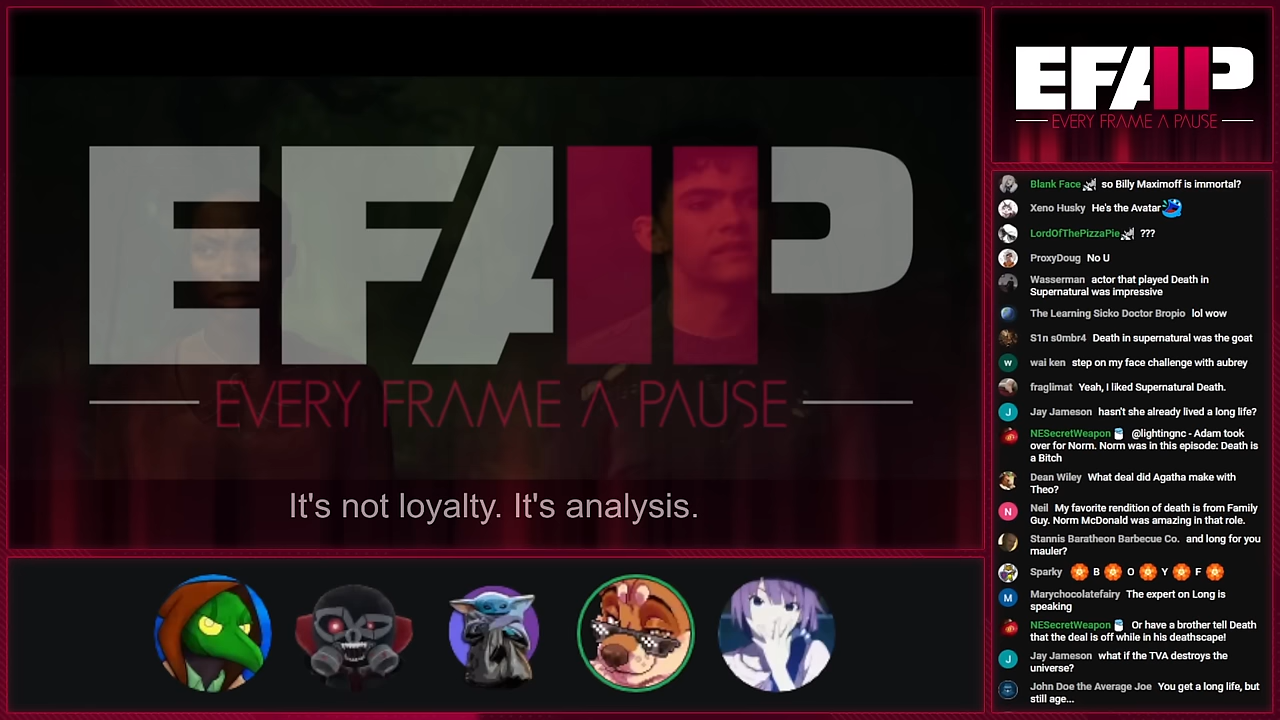 EFAP
EVERY FRAME A PAUSE
It's not loyalty. It's analysis.
EFAP
EVERY FRAME A PAUSE
Blank Face so Billy Maximoff is immortal?
Xeno Husky He's the Avatar
LordOfThePizzaPie ???
ProxyDoug No U
Wasserman actor that played Death in
Supernatural was impressive
The Learning Sicko Doctor Bropio lol wow
S1n s0mbr4 Death in supernatural was the goat
w
wai ken step on my face challenge with aubrey
fraglimat Yeah, I liked Supernatural Death.
J
Jay Jameson hasn't she already lived a long life?
NESecretWeapon @lightingnc - Adam took
over for Norm. Norm was in this episode: Death is
a Bitch
Dean Wiley What deal did Agatha make with
Theo?
N
Neil My favorite rendition of death is from Family
Guy. Norm McDonald was amazing in that role.
Stannis Baratheon Barbecue Co. and long for you
mauler?
Sparky B O Y F
M
Marychocolatefairy The expert on Long is
speaking
NESecretWeapon Or have a brother tell Death
that the deal is off while in his deathscape!
J
Jay Jameson what if the TVA destroys the
universe?
John Doe the Average Joe You get a long life, but
still age...